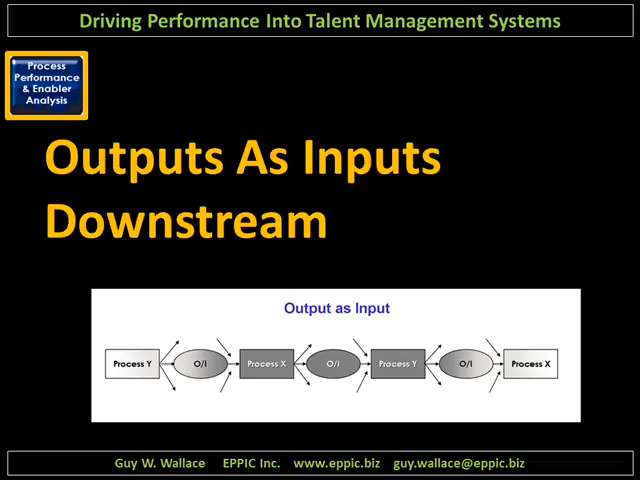 Driving Performance Into Talent Management Systems
Process
Performance
& Enabler
Analysis
Outputs As Inputs
Downstream
Output as Input
Process Y O/I Process X O/I Process Y O/I Process X
Guy W. Wallace EPPIC Inc. www.eppic.biz guy.wallace@eppic.biz